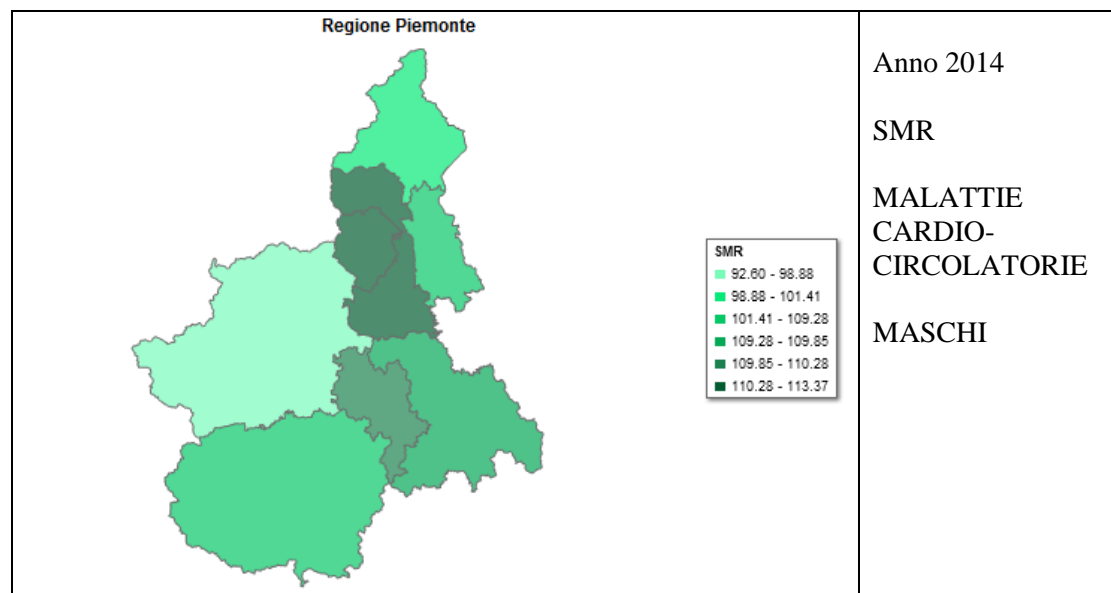 Regione Piemonte
SMR
92.60 - 98.88
98.88 - 101.41
101.41 - 109.28
109.28 - 109.85
109.85 - 110.28
110.28 - 113.37
Anno 2014
SMR
MALATTIE
CARDIO-
CIRCOLATORIE
MASCHI